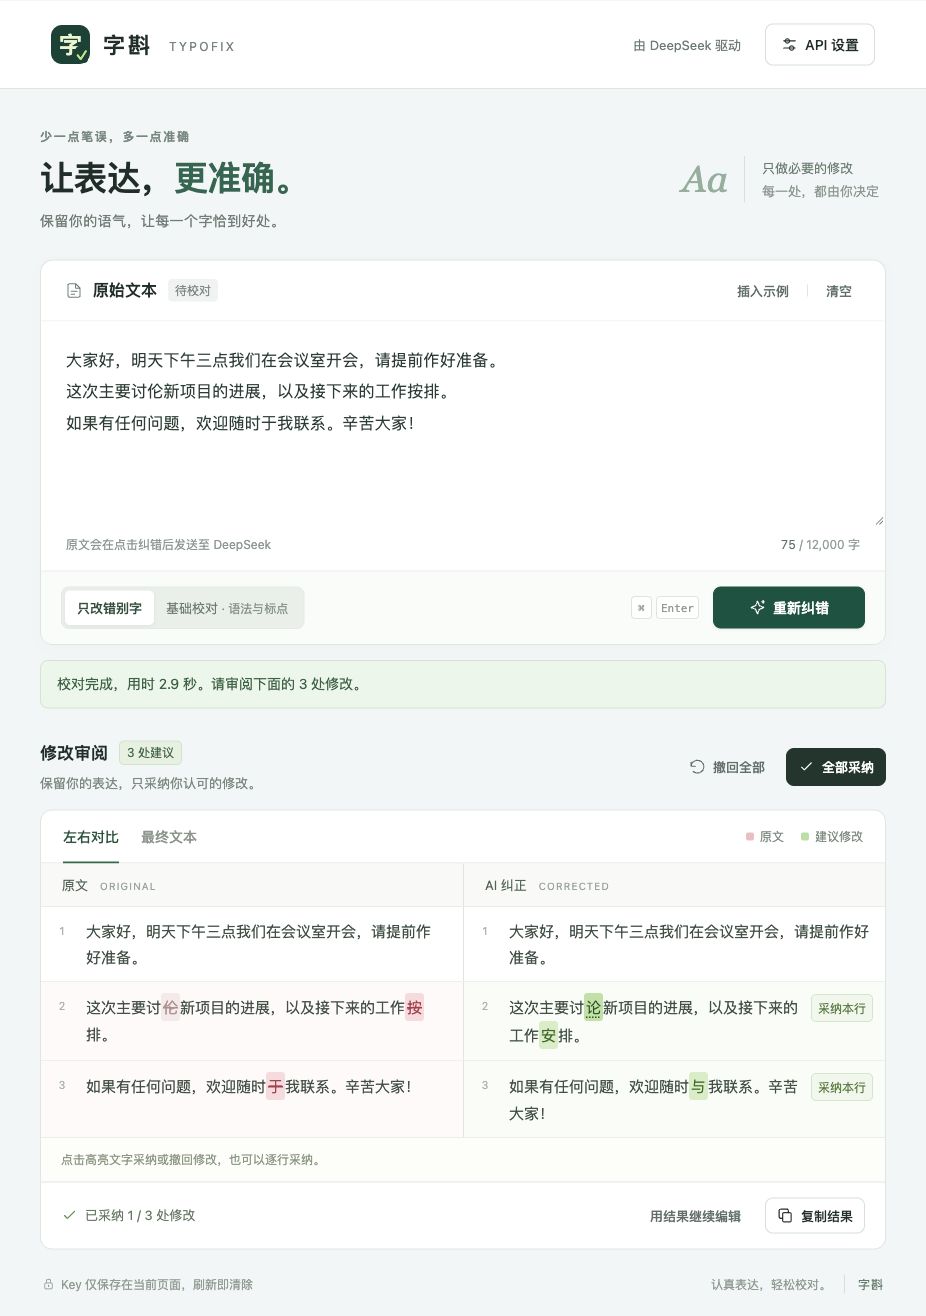 字 字斟 TYPOFIX 由 DeepSeek 驱动 API 设置
少一点笔误，多一点准确
让表达，更准确。
保留你的语气，让每一个字恰到好处。
Aa
只做必要的修改
每一处，都由你决定
原始文本 待校对 插入示例 清空
大家好，明天下午三点我们在会议室开会，请提前作好准备。
这次主要讨伦新项目的进展，以及接下来的工作按排。
如果有任何问题，欢迎随时于我联系。辛苦大家！
原文会在点击纠错后发送至 DeepSeek 75 / 12,000 字
只改错别字 基础校对 · 语法与标点 ⌘ Enter 重新纠错
校对完成，用时 2.9 秒。请审阅下面的 3 处修改。
修改审阅 3 处建议
保留你的表达，只采纳你认可的修改。
撤回全部 全部采纳
左右对比 最终文本 原文 建议修改
原文 ORIGINAL
AI 纠正 CORRECTED
1 大家好，明天下午三点我们在会议室开会，请提前作
好准备。
1 大家好，明天下午三点我们在会议室开会，请提前作好
准备。
2 这次主要讨伦新项目的进展，以及接下来的工作按
排。
2 这次主要讨论新项目的进展，以及接下来的 采纳本行
工作安排。
3 如果有任何问题，欢迎随时于我联系。辛苦大家！
3 如果有任何问题，欢迎随时与我联系。辛苦 采纳本行
大家！
点击高亮文字采纳或撤回修改，也可以逐行采纳。
已采纳 1 / 3 处修改 用结果继续编辑 复制结果
Key 仅保存在当前页面，刷新即清除 认真表达，轻松校对。 字斟